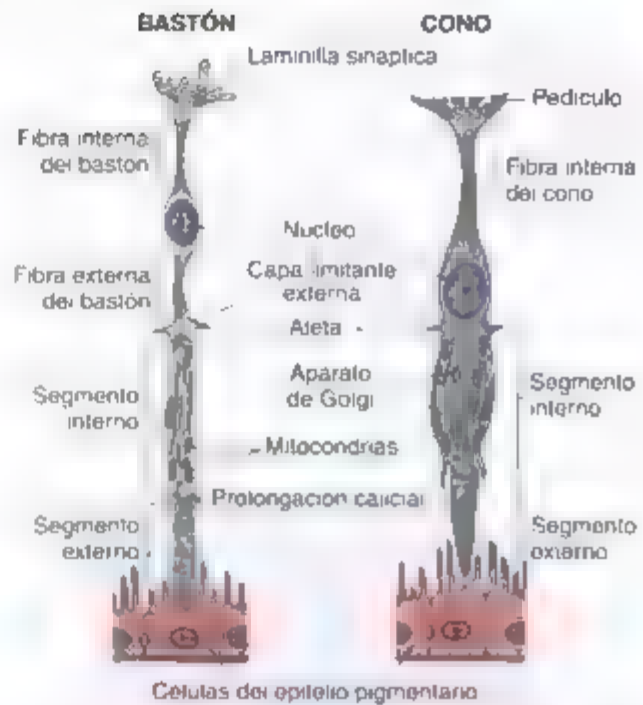 BASTÓN
CONO
Laminilla sinaptica
Pediculo
Fibra interna
del bastón
Fibra interna
del cono
Nucleo
Fibra externa
del bastón
Capa limitante
externa
Aleta
Aparato
de Golgi
Segmento
interno
Segmento
interno
Mitocondrias
Prolongacion calicial
Segmento
externo
Segmento
externo
Células del epitelio pigmentario